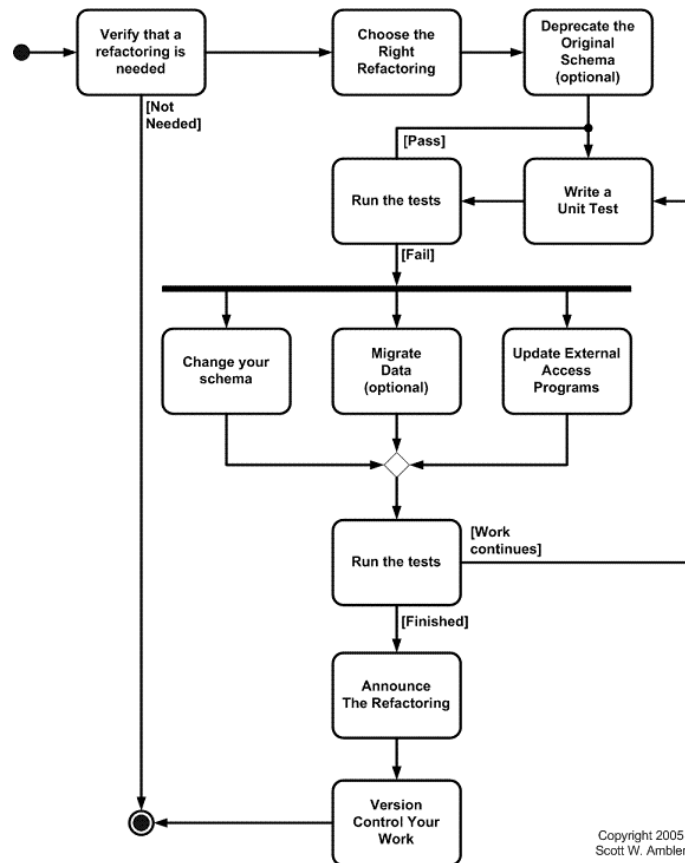 Verify that a
refactoring is
needed
Choose the
Right
Refactoring
Deprecate the
Original
Schema
(optional)
[Not
Needed]
[Pass]
Run the tests
Write a
Unit Test
[Fail]
Change your
schema
Migrate
Data
(optional)
Update External
Access
Programs
Run the tests
[Work
continues]
[Finished]
Announce
The Refactoring
Version
Control Your
Work
Copyright 2005
Scott W. Ambler